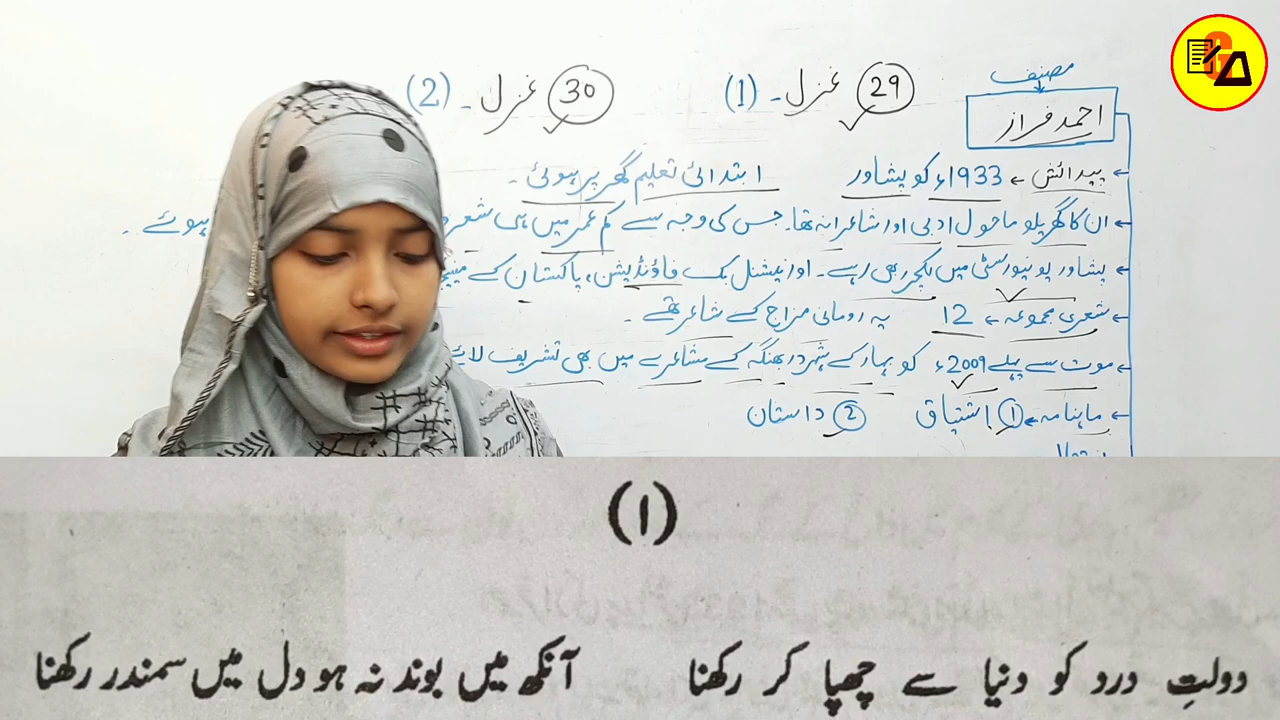 مصنف
احمد فراز
29 غزل۔ (1) 30 غزل۔ (2)
پیدائش ← 1933ء کو پشاور ابتدائی تعلیم گھر پر ہوئی۔
ان کا گھریلو ماحول ادبی اور شاعرانہ تھا۔ جس کی وجہ سے کم عمر میں ہی شعر ہوئے۔
پشاور یونیورسٹی میں لکچرر بھی رہے۔ اور نیشنل بک فاؤنڈیشن، پاکستان کے
شعری مجموعہ ← 12 یہ رومانی مزاج کے شاعر تھے۔
موت سے پہلے 2009ء کو بہار کے شہر دربھنگہ کے مشاعرے میں بھی تشریف لائے
ماہنامہ ← 1 اشتیاق 2 داستان
(۱)
دولتِ درد کو دنیا سے چھپا کر رکھنا آنکھ میں بوند نہ ہو دل میں سمندر رکھنا